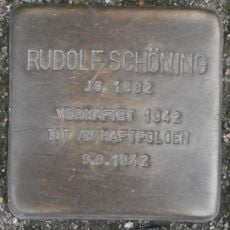 RUDOLF SCHÖNING
JG. 1882
VERHAFTET 1942
TOT AN HAFTFOLGEN
9.9.1942